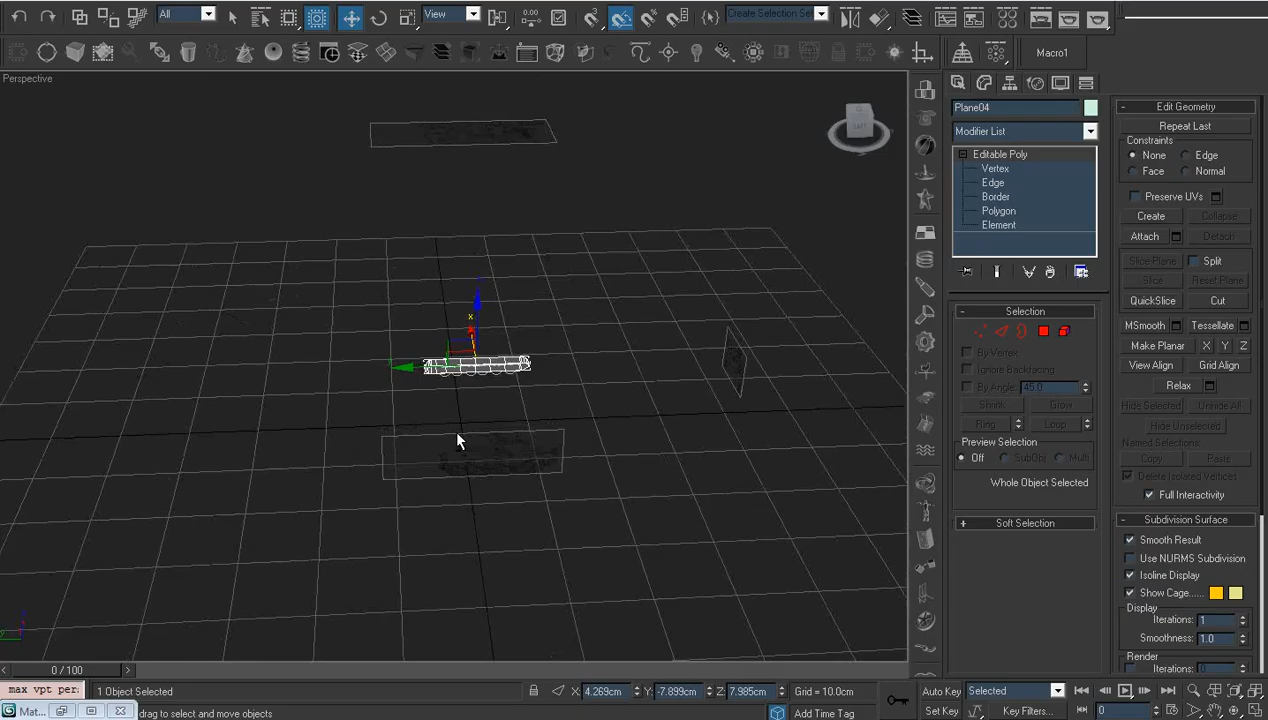 All
View
Create Selection Set
Macro1
Perspective
Plane04
Modifier List
Editable Poly
Vertex
Edge
Border
Polygon
Element
Selection
By Vertex
Ignore Backfacing
By Angle: 45.0
Shrink Grow
Ring Loop
Preview Selection
Off SubObj Multi
Whole Object Selected
Soft Selection
Edit Geometry
Repeat Last
Constraints
None Edge
Face Normal
Preserve UVs
Create Collapse
Attach Detach
Slice Plane Split
Slice Reset Plane
QuickSlice Cut
MSmooth Tessellate
Make Planar X Y Z
View Align Grid Align
Relax
Hide Selected Unhide All
Hide Unselected
Named Selections:
Copy Paste
Delete Isolated Vertices
Full Interactivity
Subdivision Surface
Smooth Result
Use NURMS Subdivision
Isoline Display
Show Cage......
Display
Iterations: 1
Smoothness: 1.0
Render
Iterations: 0
0 / 100
max vpt per: 1 Object Selected X: 4.269cm Y: -7.899cm Z: 7.985cm Grid = 10.0cm Auto Key Selected
Mat... drag to select and move objects Add Time Tag Set Key Key Filters... 0